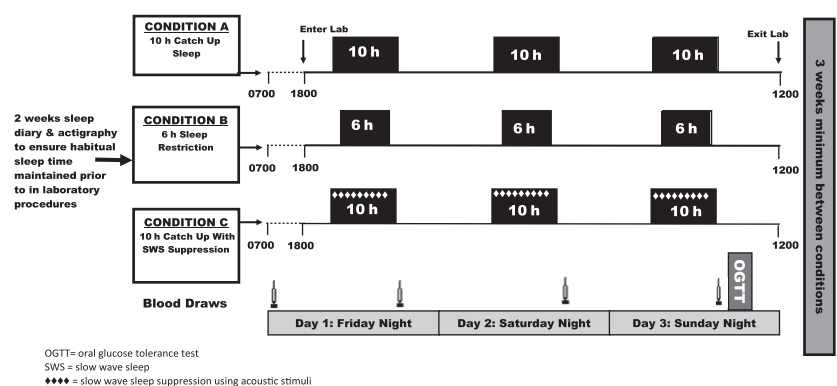 CONDITION A
10 h Catch Up
Sleep
Enter Lab
Exit Lab
10 h
10 h
10 h
0700
1800
1200
2 weeks sleep
diary & actigraphy
to ensure habitual
sleep time
maintained prior
to in laboratory
procedures
CONDITION B
6 h Sleep
Restriction
6 h
6 h
6 h
0700
1800
1200
CONDITION C
10 h Catch Up With
SWS Suppression
10 h
10 h
10 h
0700
1800
1200
3 weeks minimum between conditions
OGTT
Blood Draws
Day 1: Friday Night
Day 2: Saturday Night
Day 3: Sunday Night
OGTT= oral glucose tolerance test
SWS = slow wave sleep
♦♦♦♦ = slow wave sleep suppression using acoustic stimuli